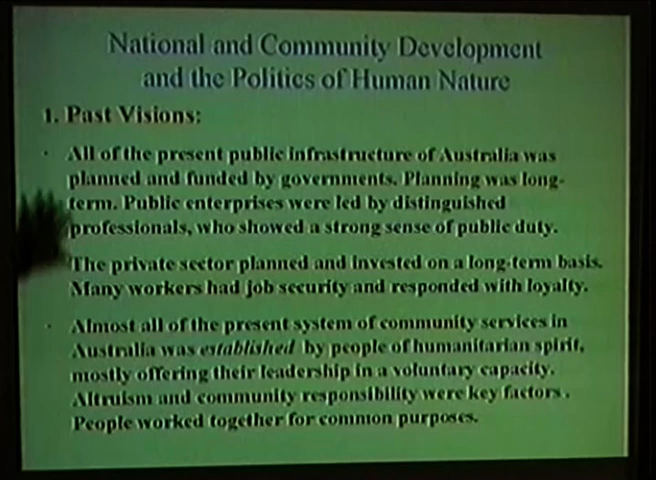 National and Community Development
and the Politics of Human Nature
1. Past Visions:
· All of the present public infrastructure of Australia was
planned and funded by governments. Planning was long-
term. Public enterprises were led by distinguished
professionals, who showed a strong sense of public duty.
The private sector planned and invested on a long-term basis.
Many workers had job security and responded with loyalty.
· Almost all of the present system of community services in
Australia was established by people of humanitarian spirit,
mostly offering their leadership in a voluntary capacity.
Altruism and community responsibility were key factors .
People worked together for common purposes.